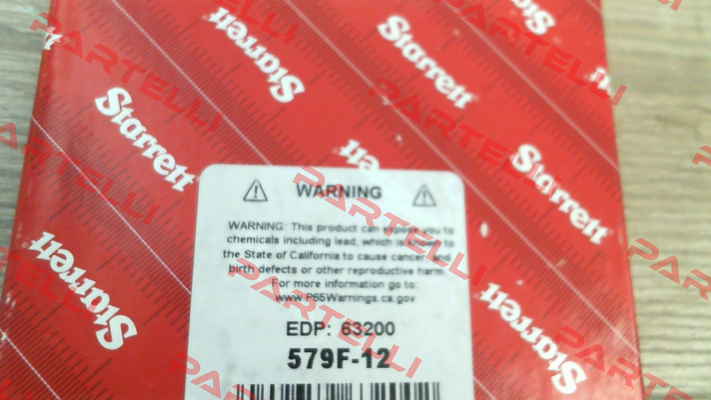 Starrett
Starrett
Starrett
Starrett
Starrett
WARNING
WARNING: This product can expose you to
chemicals including lead, which is known to
the State of California to cause cancer and
birth defects or other reproductive harm.
For more information go to:
www.P65Warnings.ca.gov
EDP: 63200
579F-12
PARTELLI
PARTELLI
PARTELLI
PARTELLI
PARTELLI
PARTELLI